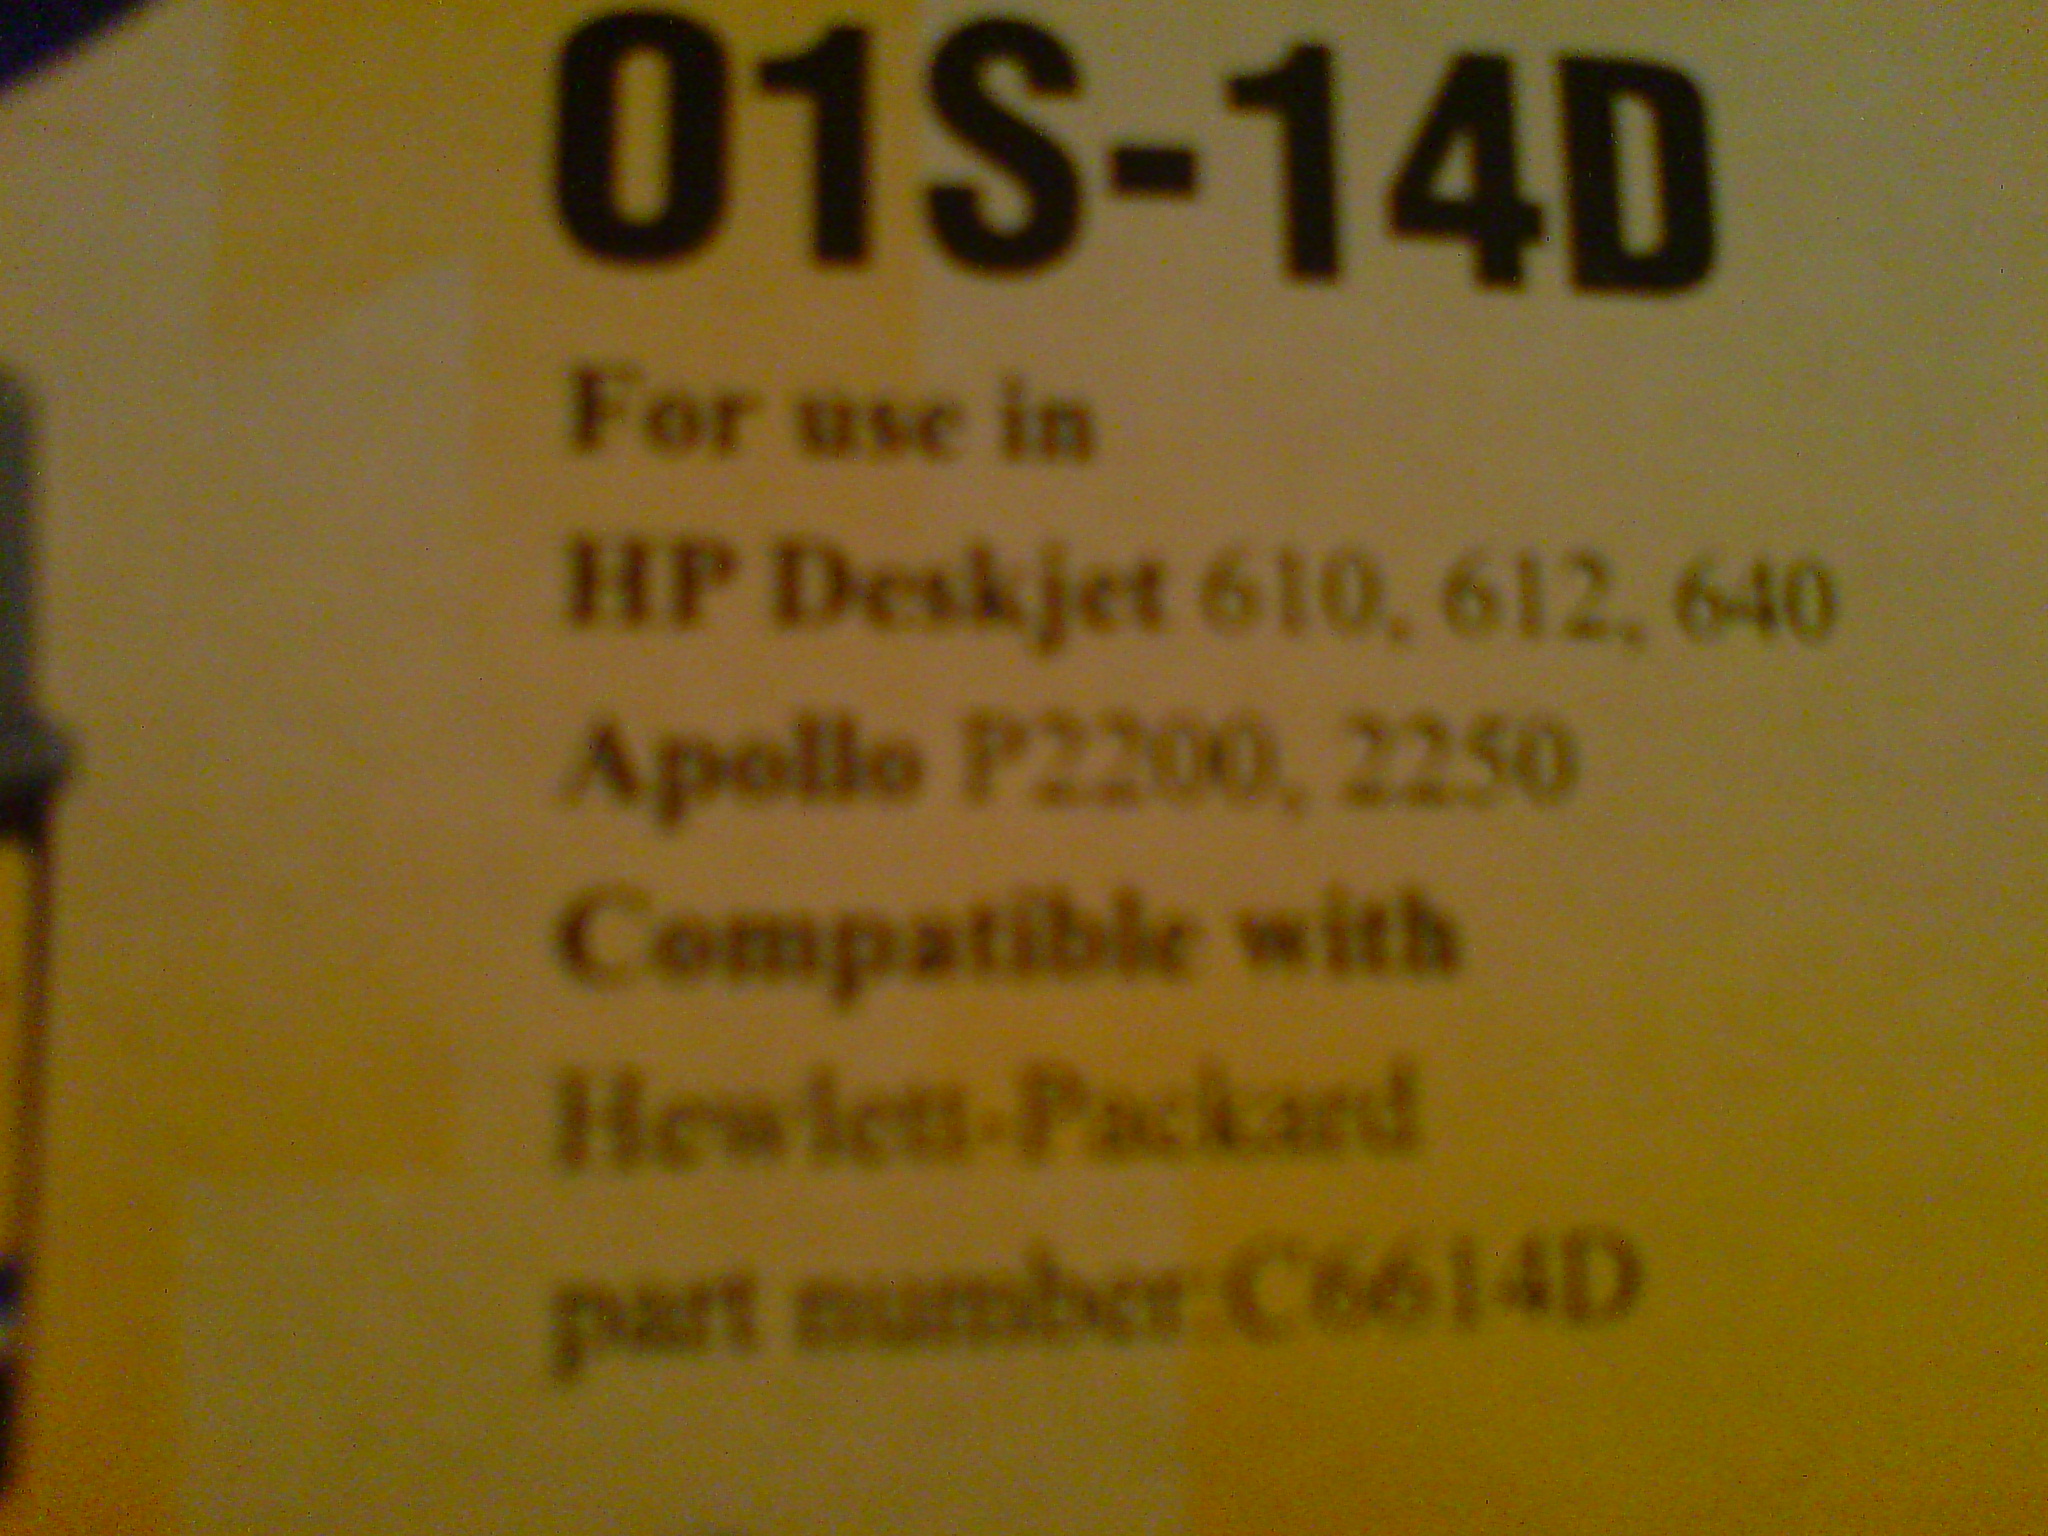 01S-14D
For use in
HP Deskjet 610, 612, 640
Apollo P2200, 2250
Compatible with
Hewlett-Packard
part number C6614D